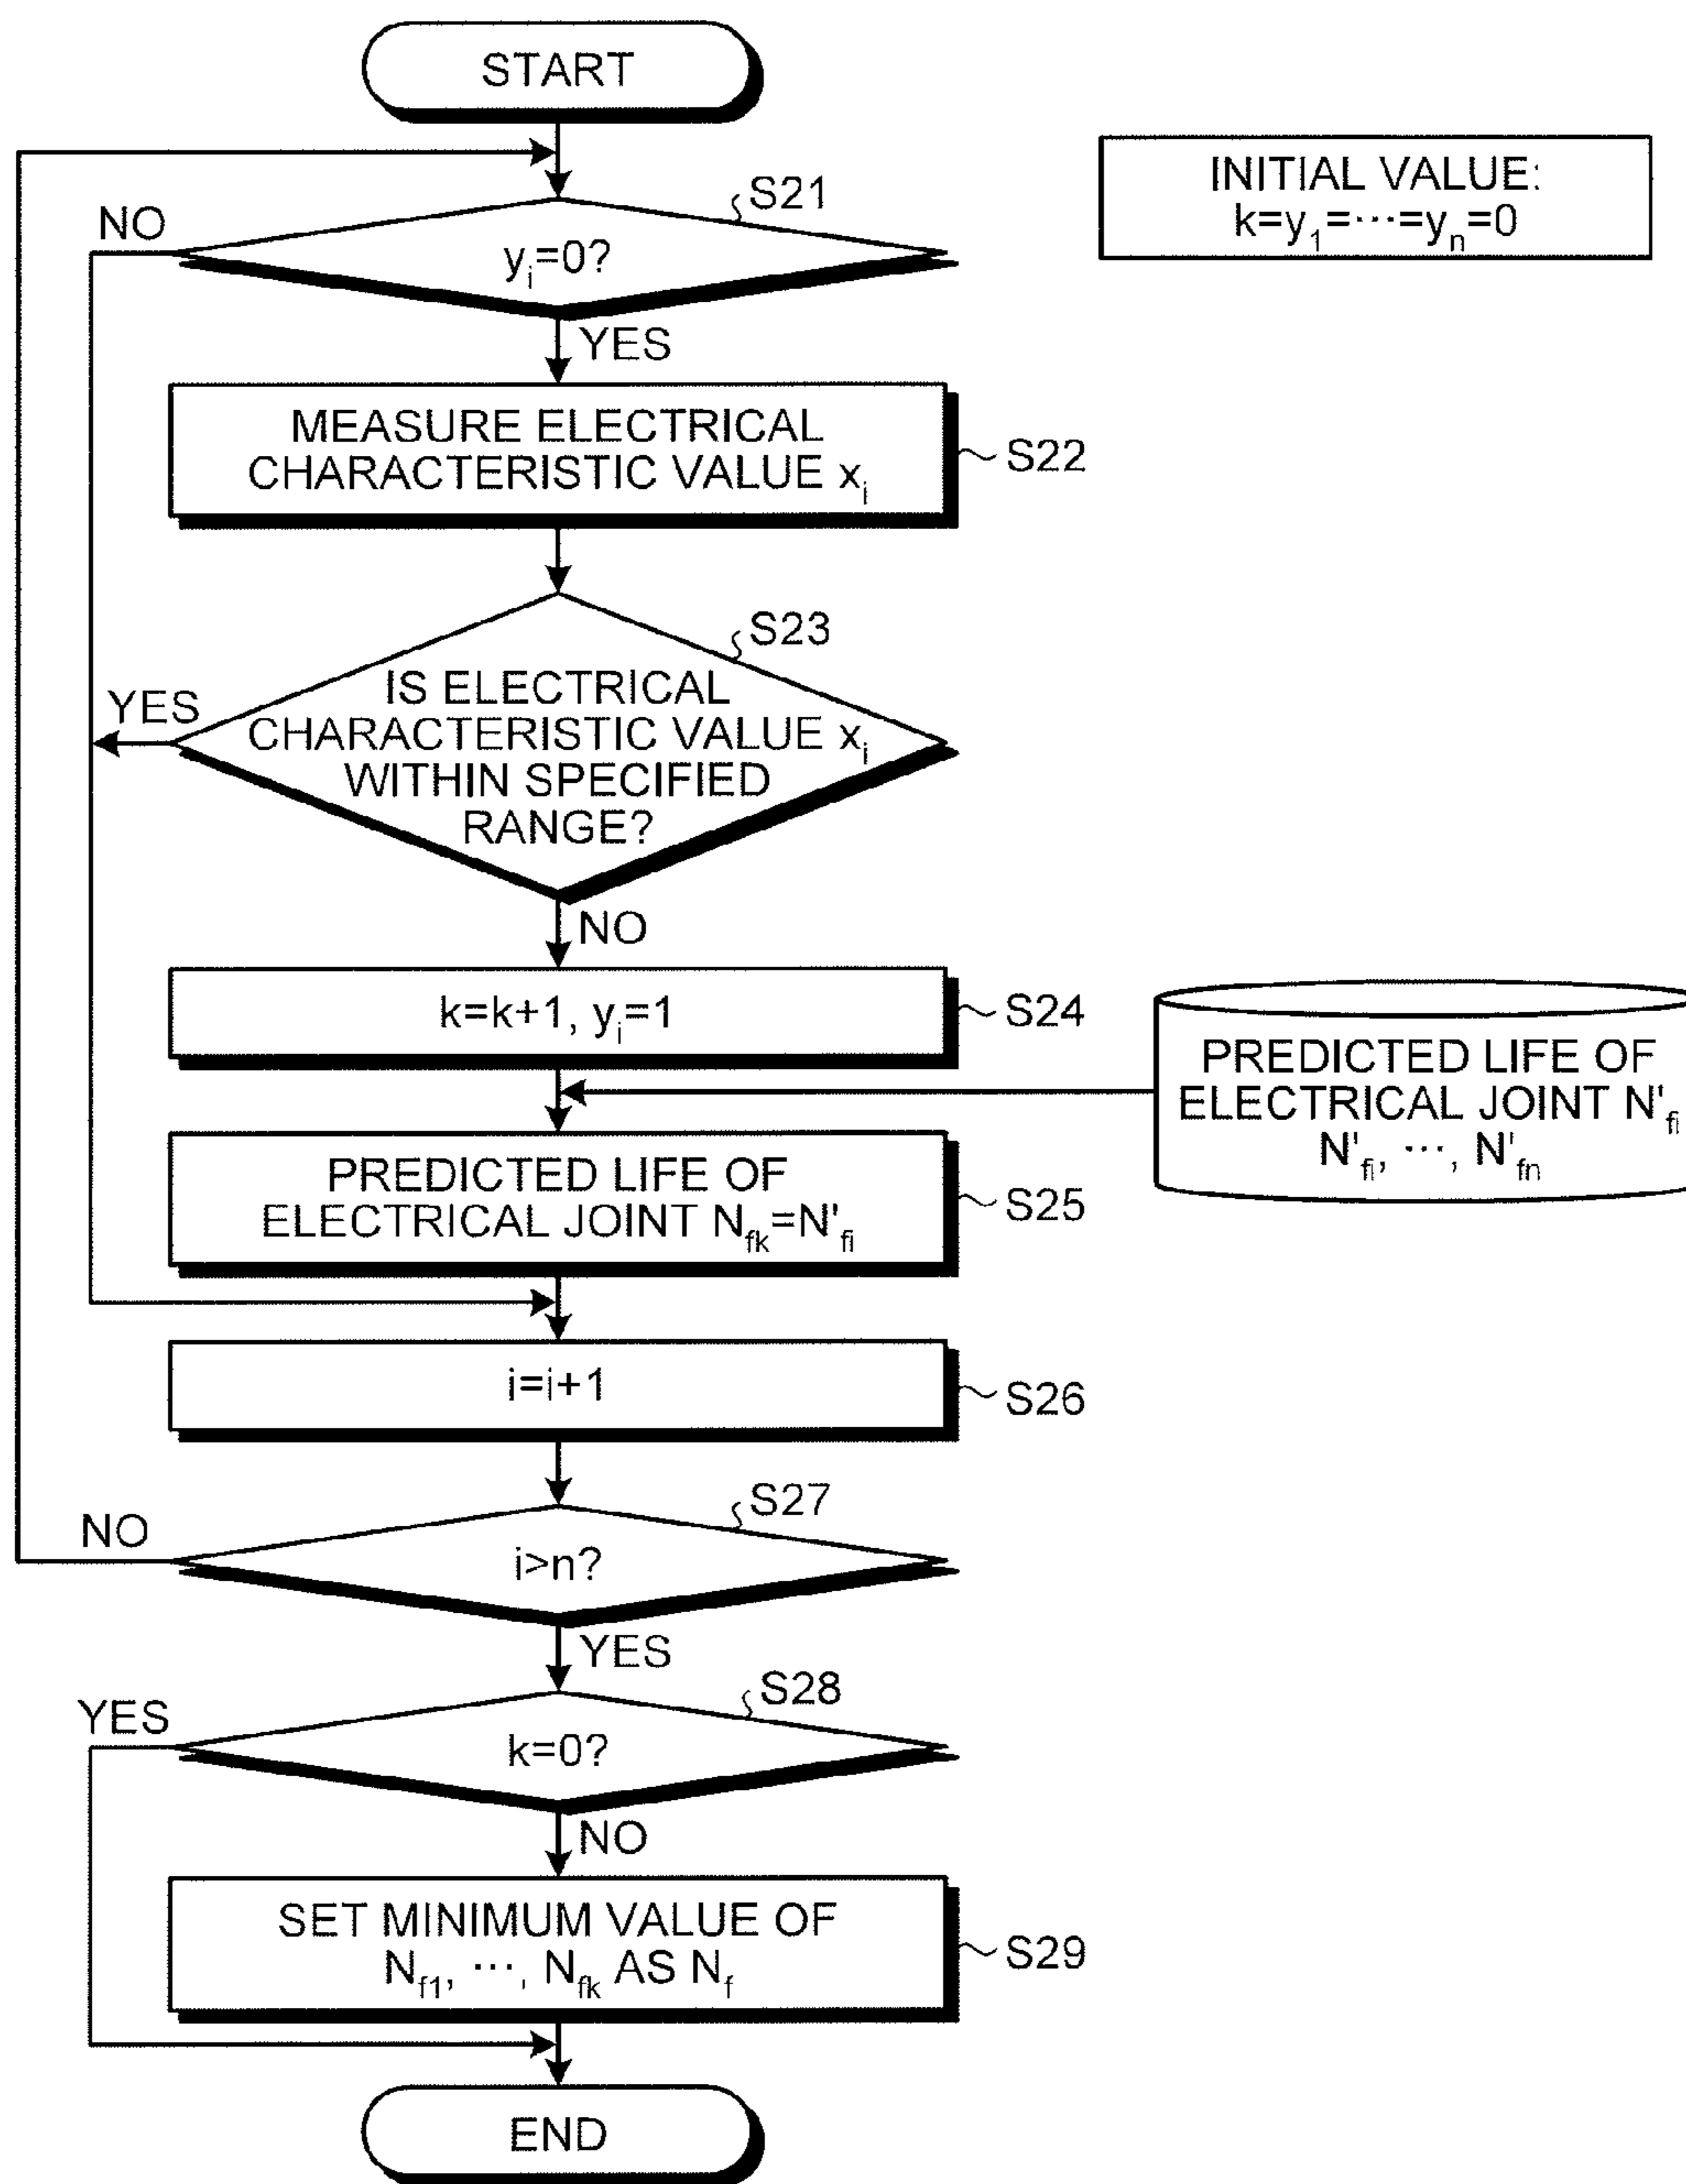 START
INITIAL VALUE:
k=y₁=⋯=yₙ=0
S21
NO
yᵢ=0?
YES
MEASURE ELECTRICAL
CHARACTERISTIC VALUE xᵢ
S22
S23
YES
IS ELECTRICAL
CHARACTERISTIC VALUE xᵢ
WITHIN SPECIFIED
RANGE?
NO
k=k+1, yᵢ=1
S24
PREDICTED LIFE OF
ELECTRICAL JOINT N'fi
N'fi, ⋯, N'fn
PREDICTED LIFE OF
ELECTRICAL JOINT Nfk=N'fi
S25
i=i+1
S26
S27
NO
i>n?
YES
S28
YES
k=0?
NO
SET MINIMUM VALUE OF
Nf1, ⋯, Nfk AS Nf
S29
END